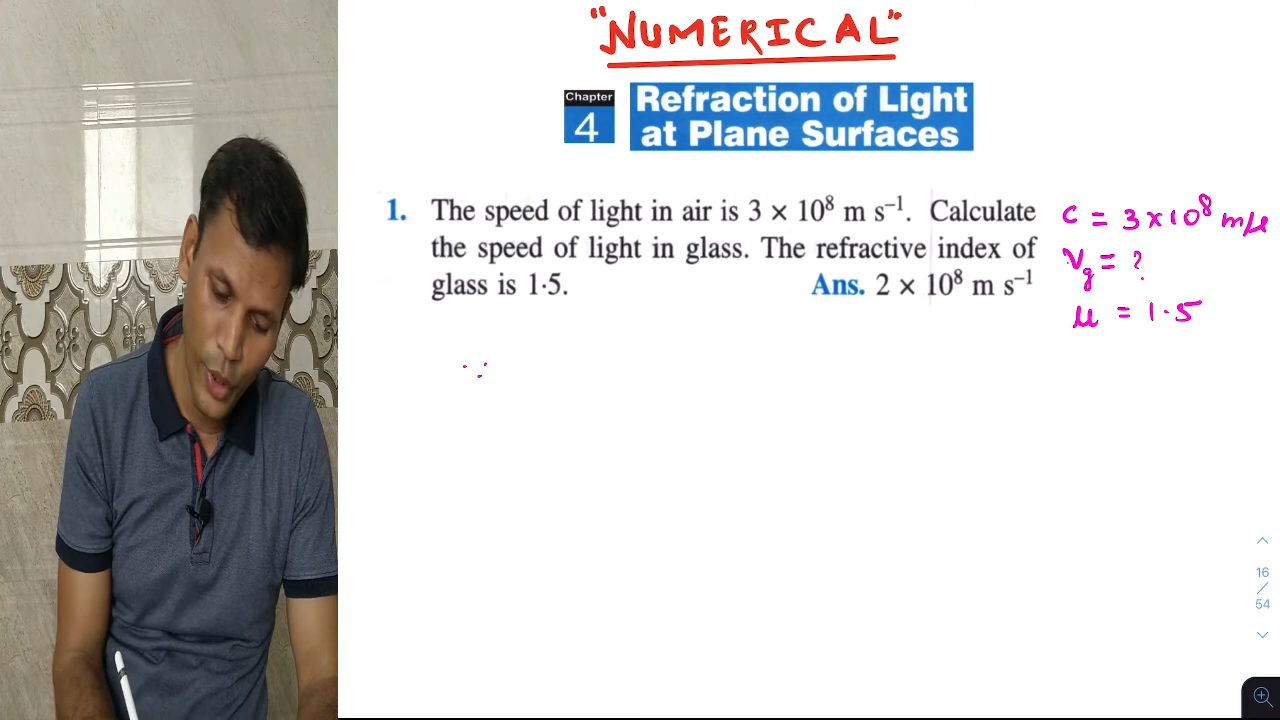 "NUMERICAL"
Chapter
4
Refraction of Light
at Plane Surfaces
1. The speed of light in air is 3 × 10⁸ m s⁻¹. Calculate
the speed of light in glass. The refractive index of
glass is 1·5. Ans. 2 × 10⁸ m s⁻¹
c = 3×10⁸ m/s
v_g = ?
μ = 1·5
∵
16
/
54